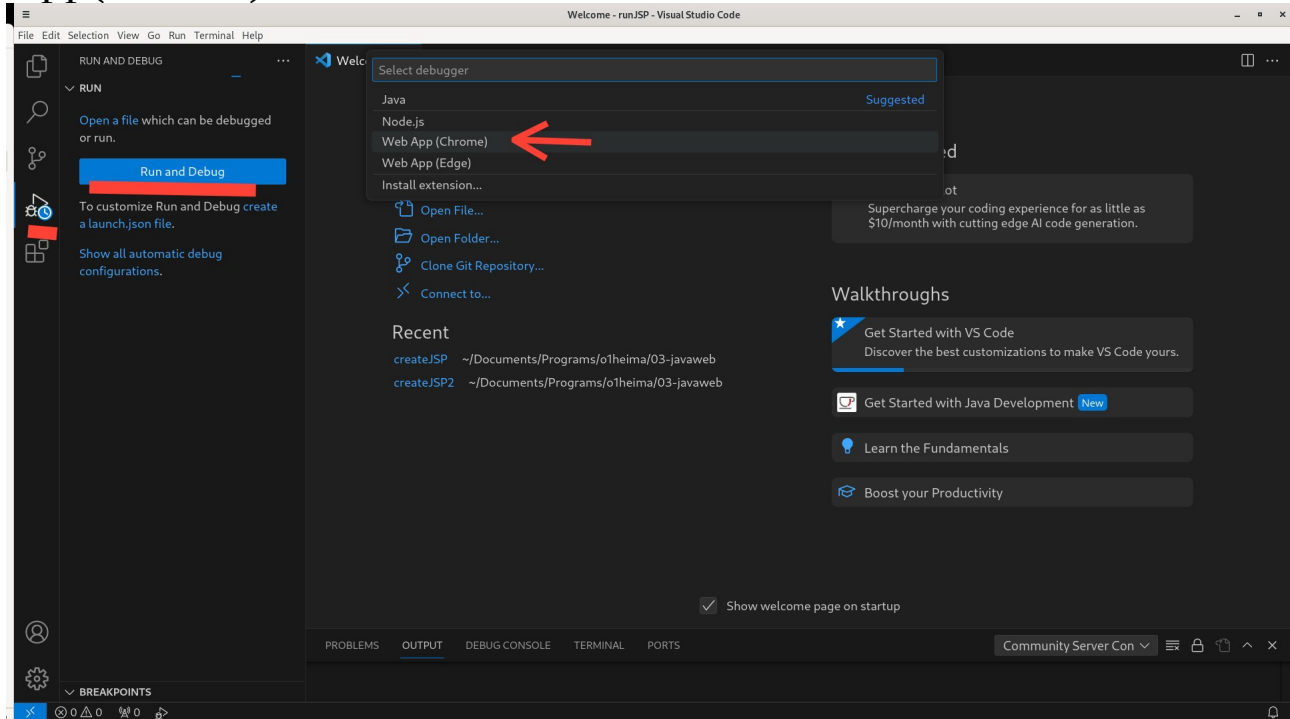 Welcome - runJSP - Visual Studio Code
File Edit Selection View Go Run Terminal Help
RUN AND DEBUG
RUN
Open a file which can be debugged
or run.
Run and Debug
To customize Run and Debug create
a launch.json file.
Show all automatic debug
configurations.
BREAKPOINTS
Welc
Select debugger
Java Suggested
Node.js
Web App (Chrome)
Web App (Edge)
Install extension...
Open File...
Open Folder...
Clone Git Repository...
Connect to...
Recent
createJSP ~/Documents/Programs/o1heima/03-javaweb
createJSP2 ~/Documents/Programs/o1heima/03-javaweb
ed
ot
Supercharge your coding experience for as little as
$10/month with cutting edge AI code generation.
Walkthroughs
Get Started with VS Code
Discover the best customizations to make VS Code yours.
Get Started with Java Development New
Learn the Fundamentals
Boost your Productivity
Show welcome page on startup
PROBLEMS OUTPUT DEBUG CONSOLE TERMINAL PORTS Community Server Con
0 0 0